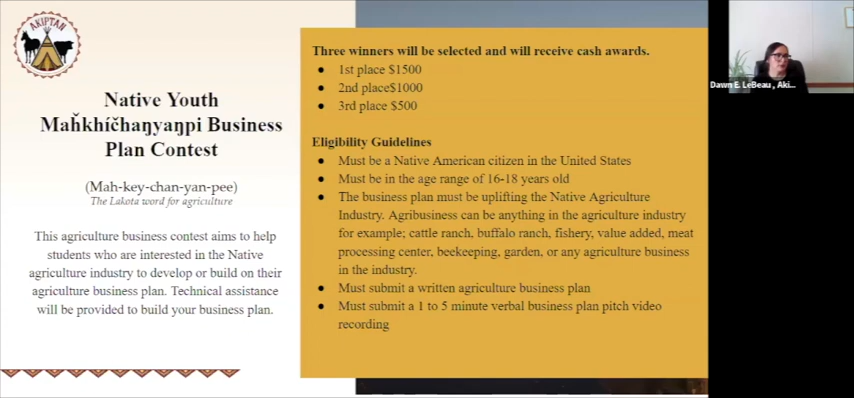 AKIPTAN
Native Youth
Maȟkhíčhaŋyaŋpi Business
Plan Contest
(Mah-key-chan-yan-pee)
The Lakota word for agriculture
This agriculture business contest aims to help
students who are interested in the Native
agriculture industry to develop or build on their
agriculture business plan. Technical assistance
will be provided to build your business plan.
Three winners will be selected and will receive cash awards.
● 1st place $1500
● 2nd place$1000
● 3rd place $500
Eligibility Guidelines
● Must be a Native American citizen in the United States
● Must be in the age range of 16-18 years old
● The business plan must be uplifting the Native Agriculture
Industry. Agribusiness can be anything in the agriculture industry
for example; cattle ranch, buffalo ranch, fishery, value added, meat
processing center, beekeeping, garden, or any agriculture business
in the industry.
● Must submit a written agriculture business plan
● Must submit a 1 to 5 minute verbal business plan pitch video
recording
Dawn E. LeBeau , Aki...